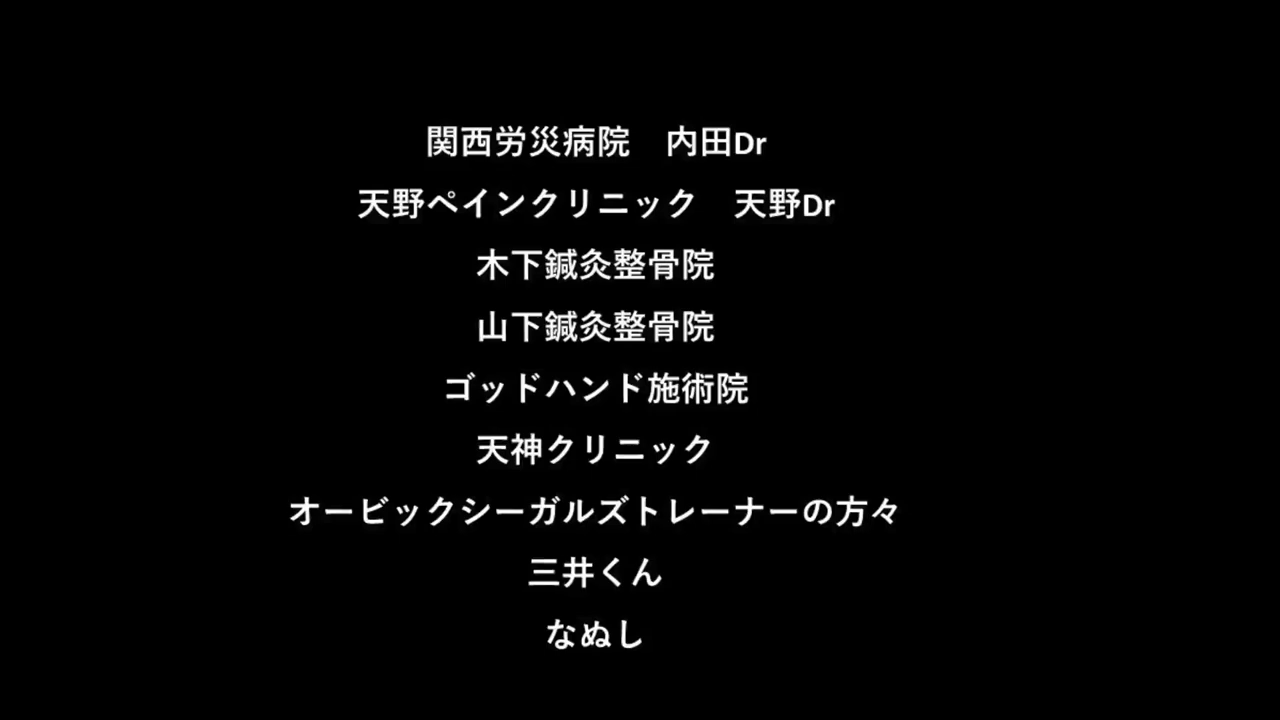 関西労災病院　内田Dr
天野ペインクリニック　天野Dr
木下鍼灸整骨院
山下鍼灸整骨院
ゴッドハンド施術院
天神クリニック
オービックシーガルズトレーナーの方々
三井くん
なぬし